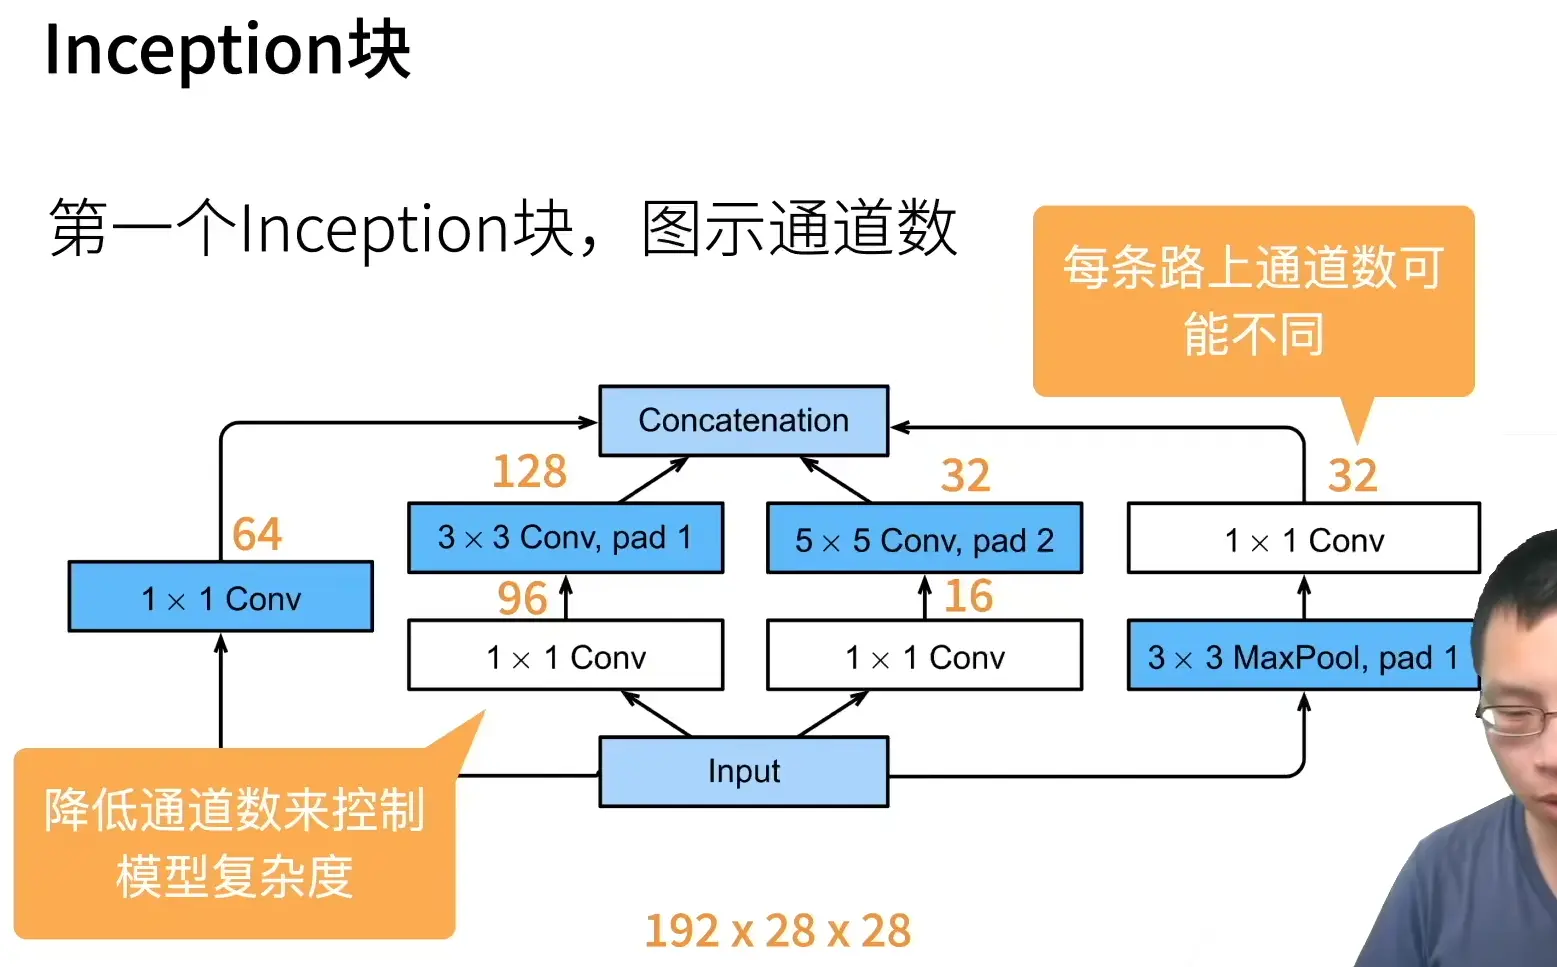 Inception块
第一个Inception块，图示通道数
每条路上通道数可
能不同
Concatenation
128
32
32
64
3 × 3 Conv, pad 1
5 × 5 Conv, pad 2
1 × 1 Conv
1 × 1 Conv
96
16
1 × 1 Conv
1 × 1 Conv
3 × 3 MaxPool, pad 1
Input
降低通道数来控制
模型复杂度
192 x 28 x 28